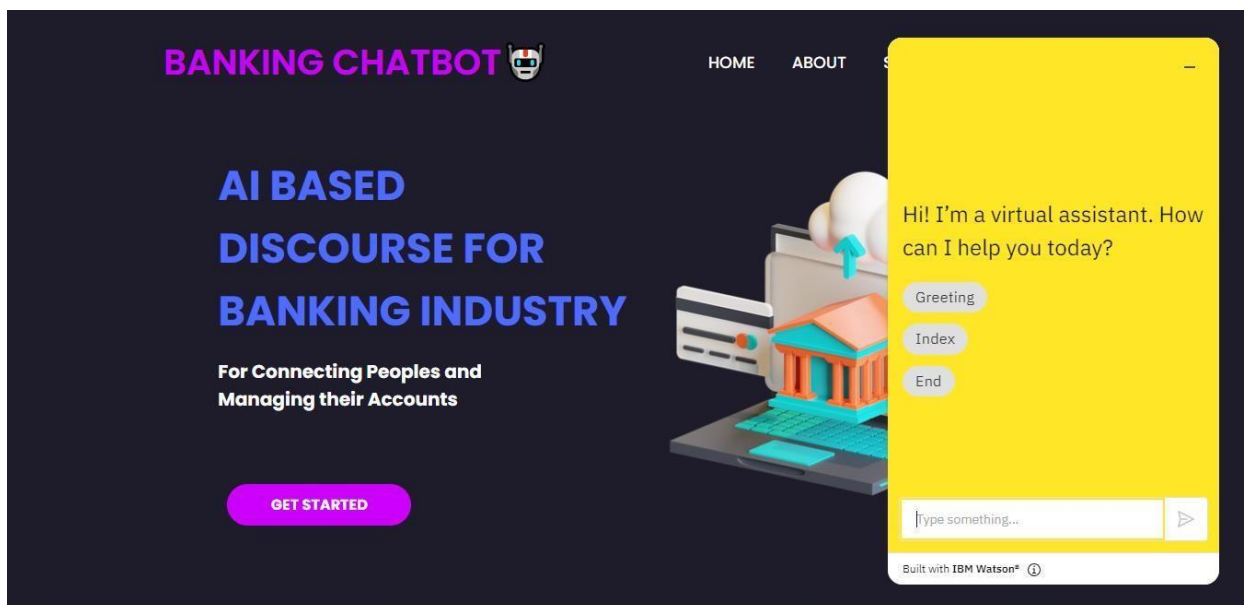 BANKING CHATBOT
HOME
ABOUT
AI BASED
DISCOURSE FOR
BANKING INDUSTRY
For Connecting Peoples and
Managing their Accounts
GET STARTED
Hi! I’m a virtual assistant. How
can I help you today?
Greeting
Index
End
Type something...
Built with IBM Watson®